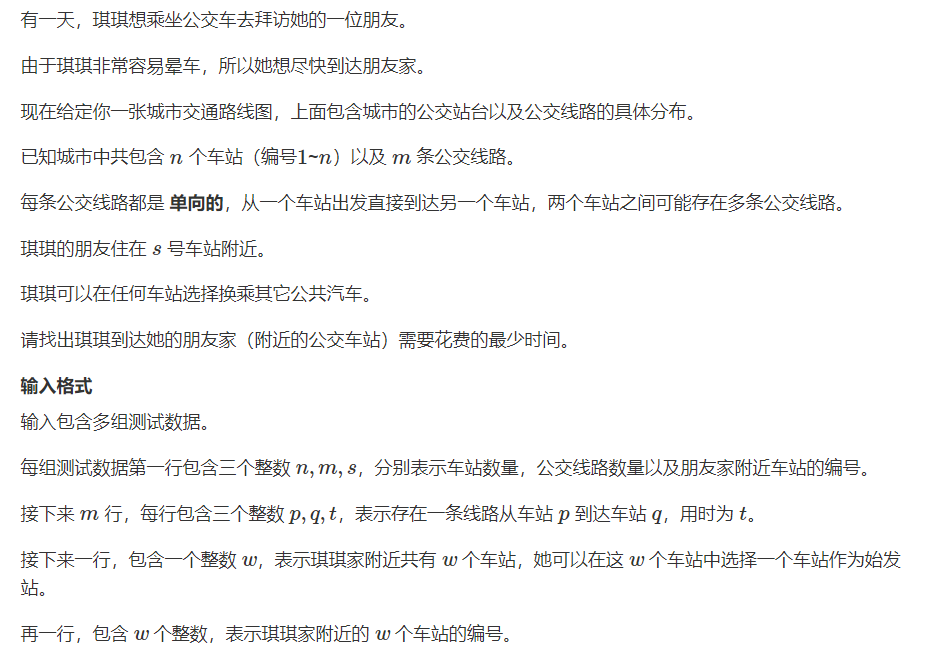 有一天，琪琪想乘坐公交车去拜访她的一位朋友。
由于琪琪非常容易晕车，所以她想尽快到达朋友家。
现在给定你一张城市交通路线图，上面包含城市的公交站台以及公交线路的具体分布。
已知城市中共包含 n 个车站（编号1~n）以及 m 条公交线路。
每条公交线路都是 单向的，从一个车站出发直接到达另一个车站，两个车站之间可能存在多条公交线路。
琪琪的朋友住在 s 号车站附近。
琪琪可以在任何车站选择换乘其它公共汽车。
请找出琪琪到达她的朋友家（附近的公交车站）需要花费的最少时间。
输入格式
输入包含多组测试数据。
每组测试数据第一行包含三个整数 n, m, s，分别表示车站数量，公交线路数量以及朋友家附近车站的编号。
接下来 m 行，每行包含三个整数 p, q, t，表示存在一条线路从车站 p 到达车站 q，用时为 t。
接下来一行，包含一个整数 w，表示琪琪家附近共有 w 个车站，她可以在这 w 个车站中选择一个车站作为始发
站。
再一行，包含 w 个整数，表示琪琪家附近的 w 个车站的编号。